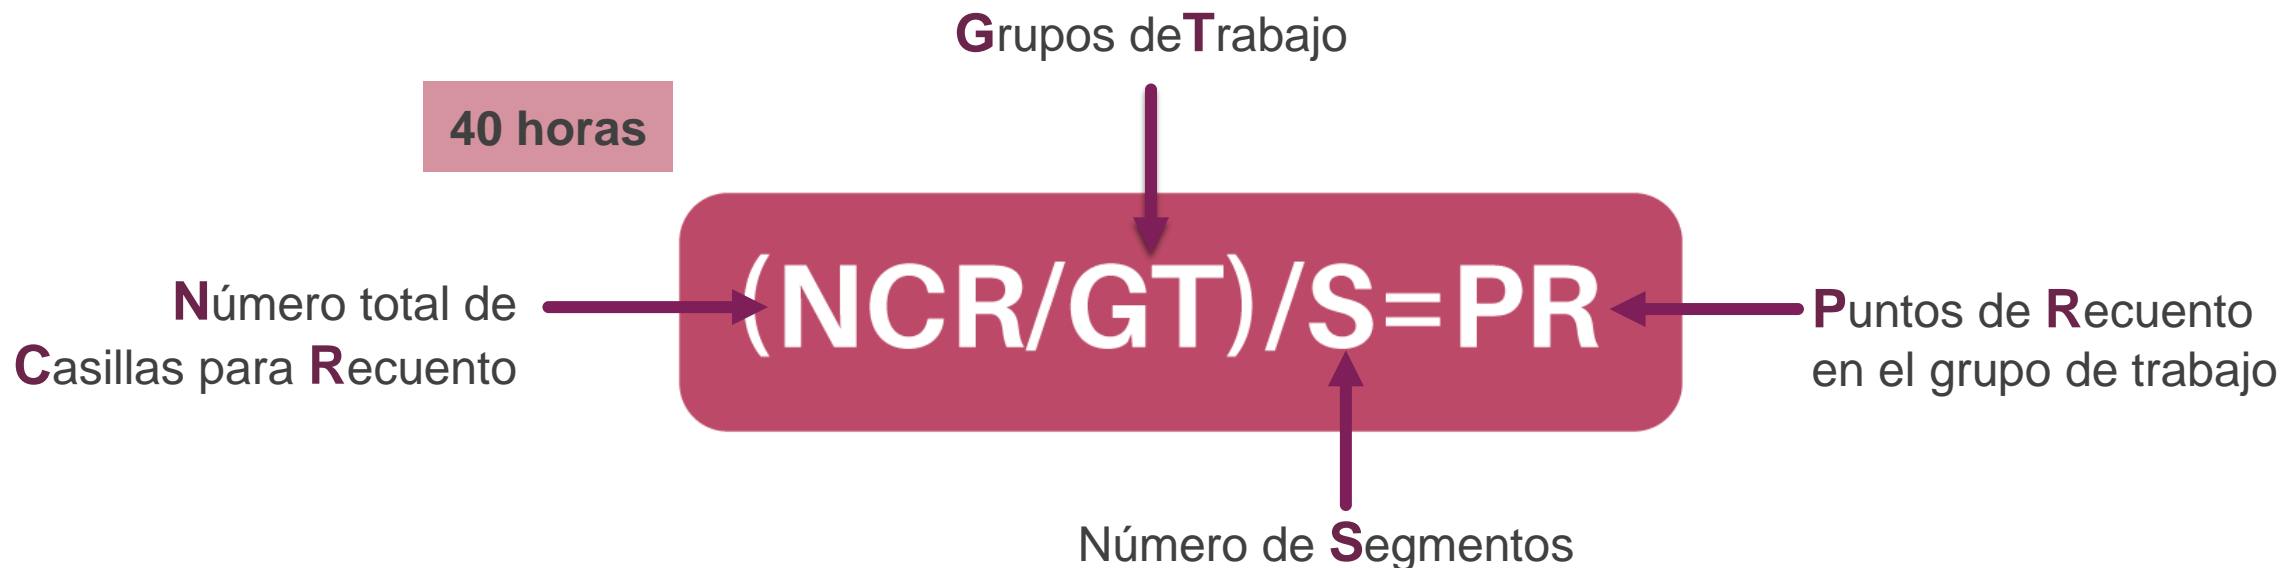 Grupos deTrabajo
40 horas
(NCR/GT)/S=PR
Número total de
Casillas para Recuento
Puntos de Recuento
en el grupo de trabajo
Número de Segmentos